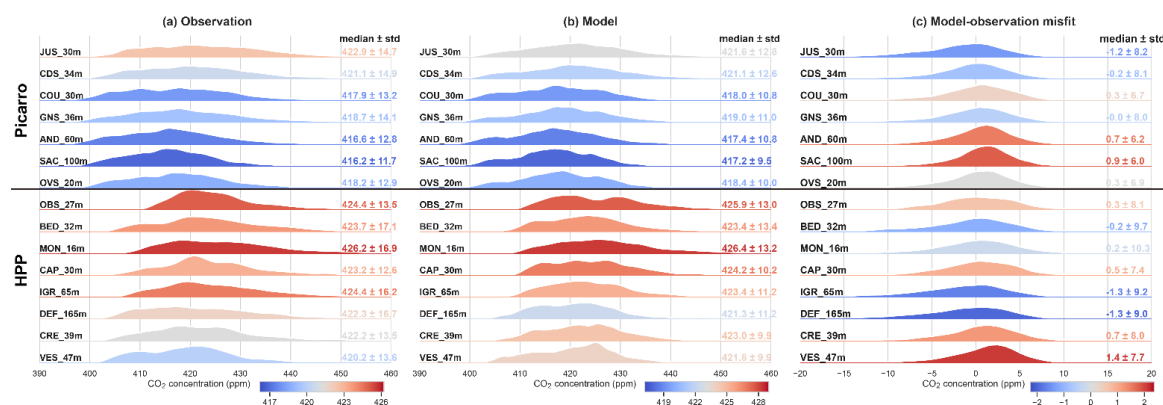 (a) Observation (b) Model (c) Model-observation misfit
median ± std median ± std median ± std
Picarro
JUS_30m 422.9 ± 14.7 JUS_30m 421.6 ± 12.8 JUS_30m -1.2 ± 8.2
CDS_34m 421.1 ± 14.9 CDS_34m 421.1 ± 12.6 CDS_34m -0.2 ± 8.1
COU_30m 417.9 ± 13.2 COU_30m 418.0 ± 10.8 COU_30m 0.3 ± 6.7
GNS_36m 418.7 ± 14.1 GNS_36m 419.0 ± 11.0 GNS_36m -0.0 ± 8.0
AND_60m 416.6 ± 12.8 AND_60m 417.4 ± 10.8 AND_60m 0.7 ± 6.2
SAC_100m 416.2 ± 11.7 SAC_100m 417.2 ± 9.5 SAC_100m 0.9 ± 6.0
OVS_20m 418.2 ± 12.9 OVS_20m 418.4 ± 10.0 OVS_20m 0.3 ± 6.9
HPP
OBS_27m 424.4 ± 13.5 OBS_27m 425.9 ± 13.0 OBS_27m 0.3 ± 8.1
BED_32m 423.7 ± 17.1 BED_32m 423.4 ± 13.4 BED_32m -0.2 ± 9.7
MON_16m 426.2 ± 16.9 MON_16m 426.4 ± 13.2 MON_16m 0.2 ± 10.3
CAP_30m 423.2 ± 12.6 CAP_30m 424.2 ± 10.2 CAP_30m 0.5 ± 7.4
IGR_65m 424.4 ± 16.2 IGR_65m 423.4 ± 11.2 IGR_65m -1.3 ± 9.2
DEF_165m 422.3 ± 16.7 DEF_165m 421.3 ± 11.2 DEF_165m -1.3 ± 9.0
CRE_39m 422.2 ± 13.5 CRE_39m 423.0 ± 9.9 CRE_39m 0.7 ± 8.0
VES_47m 420.2 ± 13.6 VES_47m 421.8 ± 9.9 VES_47m 1.4 ± 7.7
390 400 410 420 430 440 450 460 390 400 410 420 430 440 450 460 −20 −15 −10 −5 0 5 10 15 20
CO₂ concentration (ppm) CO₂ concentration (ppm) CO₂ concentration (ppm)
417 420 423 426 419 422 425 428 −2 −1 0 1 2